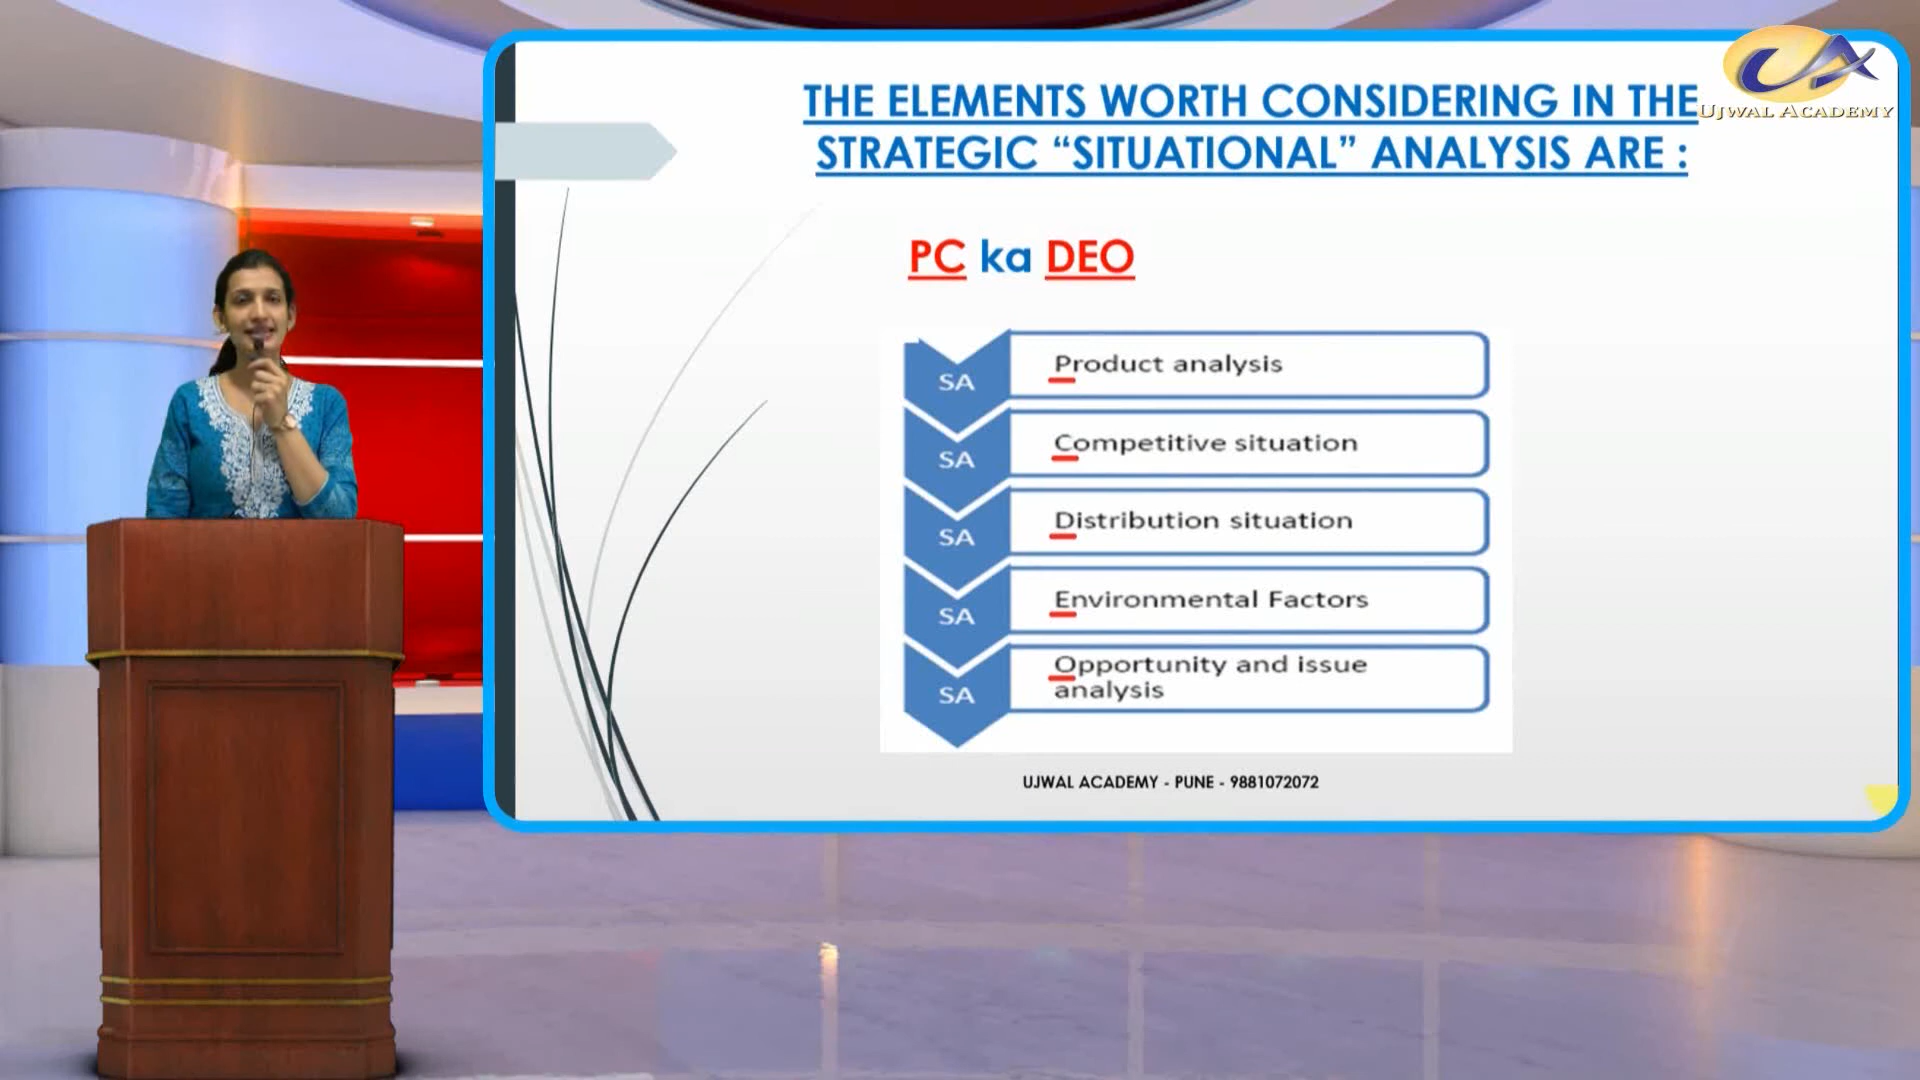 THE ELEMENTS WORTH CONSIDERING IN THE
STRATEGIC “SITUATIONAL” ANALYSIS ARE :
UJWAL ACADEMY
PC ka DEO
SA
Product analysis
SA
Competitive situation
SA
Distribution situation
SA
Environmental Factors
SA
Opportunity and issue
analysis
UJWAL ACADEMY - PUNE - 9881072072